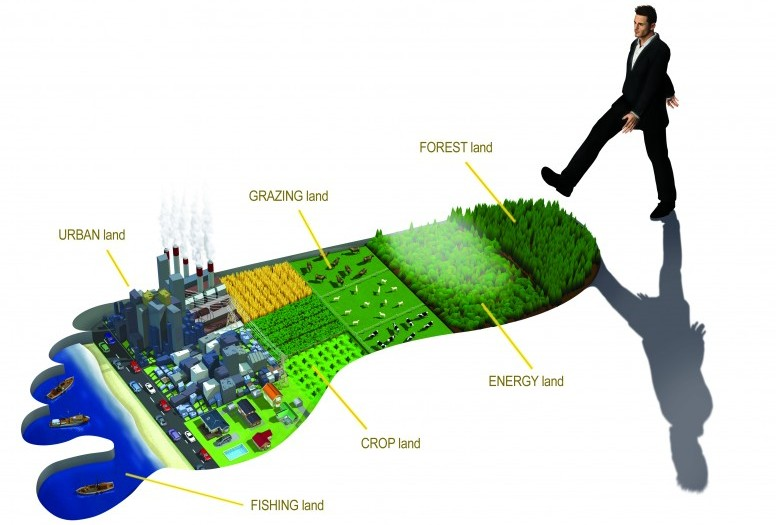 FOREST land
GRAZING land
URBAN land
ENERGY land
CROP land
FISHING land